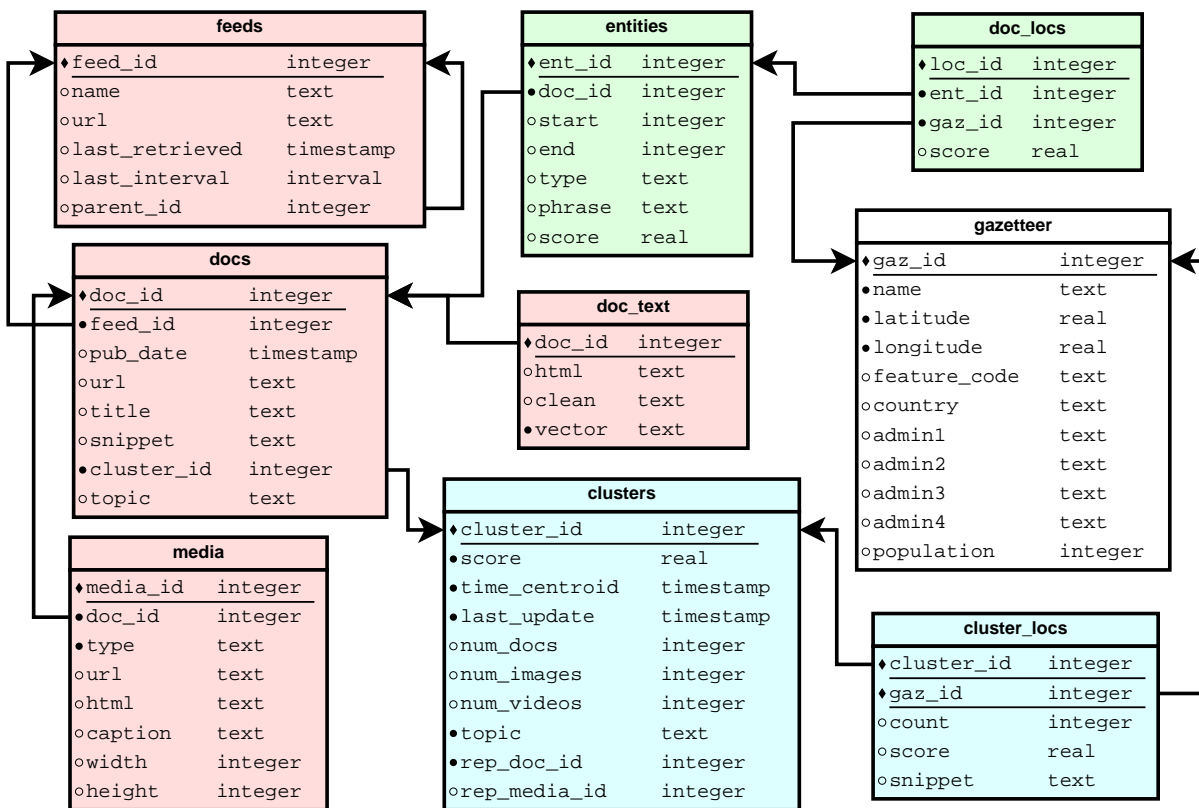 feeds
feed_id integer
name text
url text
last_retrieved timestamp
last_interval interval
parent_id integer
entities
ent_id integer
doc_id integer
start integer
end integer
type text
phrase text
score real
doc_locs
loc_id integer
ent_id integer
gaz_id integer
score real
docs
doc_id integer
feed_id integer
pub_date timestamp
url text
title text
snippet text
cluster_id integer
topic text
doc_text
doc_id integer
html text
clean text
vector text
gazetteer
gaz_id integer
name text
latitude real
longitude real
feature_code text
country text
admin1 text
admin2 text
admin3 text
admin4 text
population integer
media
media_id integer
doc_id integer
type text
url text
html text
caption text
width integer
height integer
clusters
cluster_id integer
score real
time_centroid timestamp
last_update timestamp
num_docs integer
num_images integer
num_videos integer
topic text
rep_doc_id integer
rep_media_id integer
cluster_locs
cluster_id integer
gaz_id integer
count integer
score real
snippet text